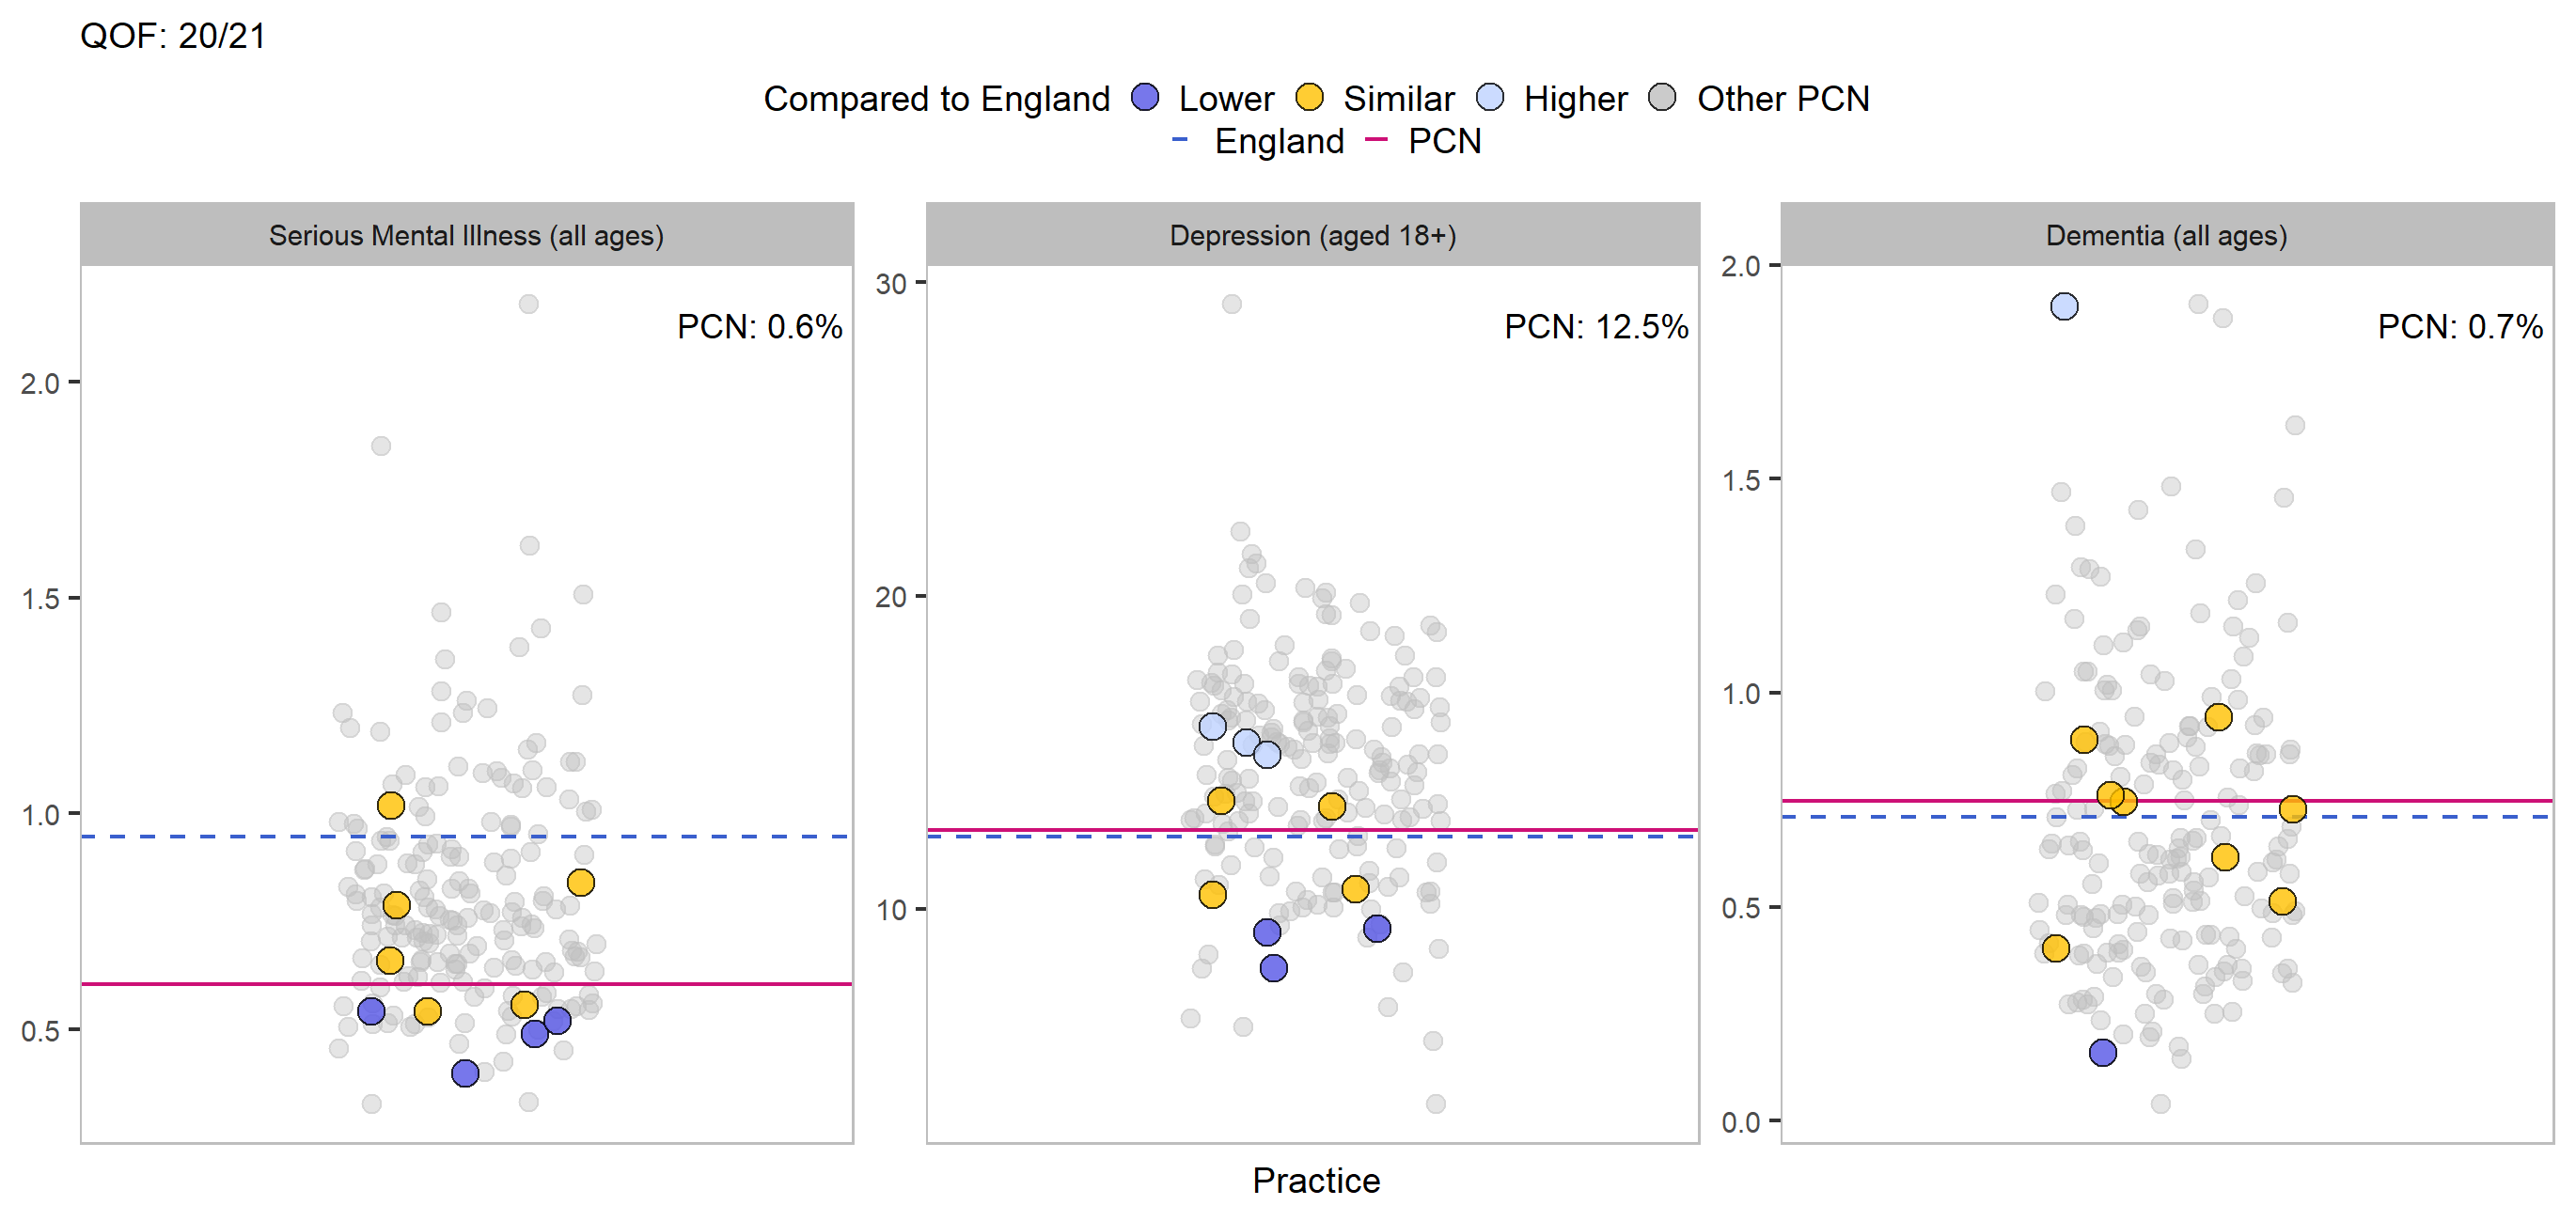 QOF: 20/21
Compared to England Lower Similar Higher Other PCN
England PCN
Serious Mental Illness (all ages)
PCN: 0.6%
2.0
1.5
1.0
0.5
Depression (aged 18+)
PCN: 12.5%
30
20
10
Dementia (all ages)
PCN: 0.7%
2.0
1.5
1.0
0.5
0.0
Practice